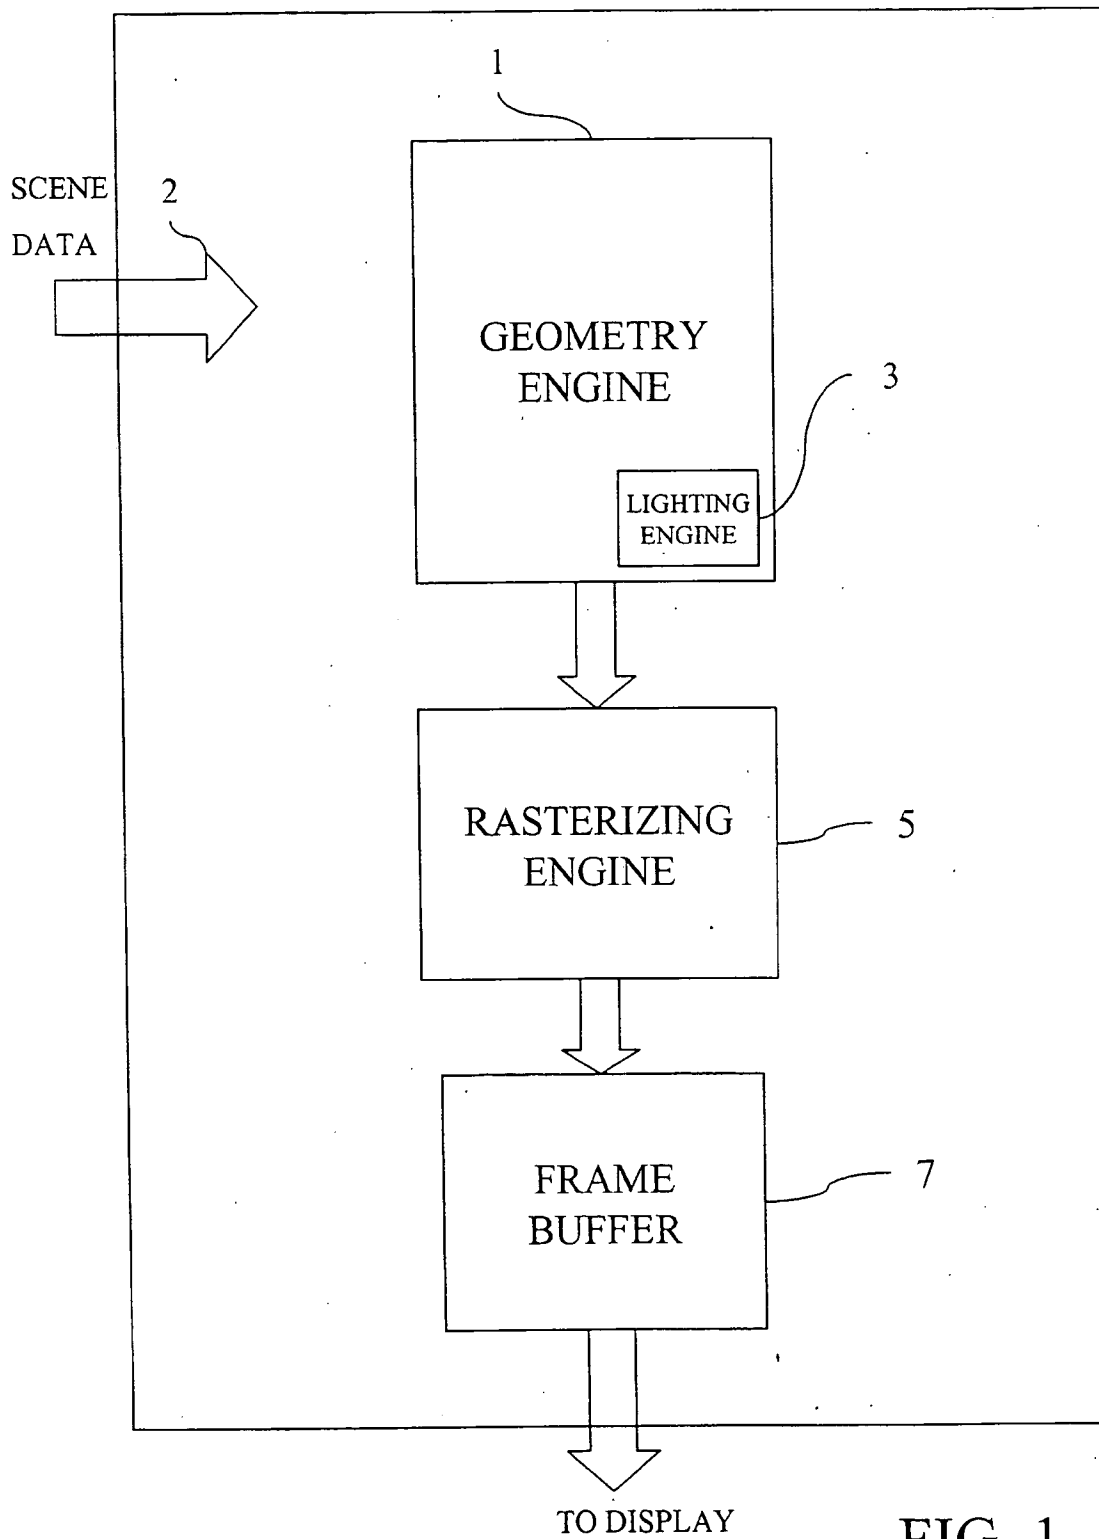 1
SCENE
DATA
2
GEOMETRY
ENGINE
3
LIGHTING
ENGINE
RASTERIZING
ENGINE
5
FRAME
BUFFER
7
TO DISPLAY
FIG. 1